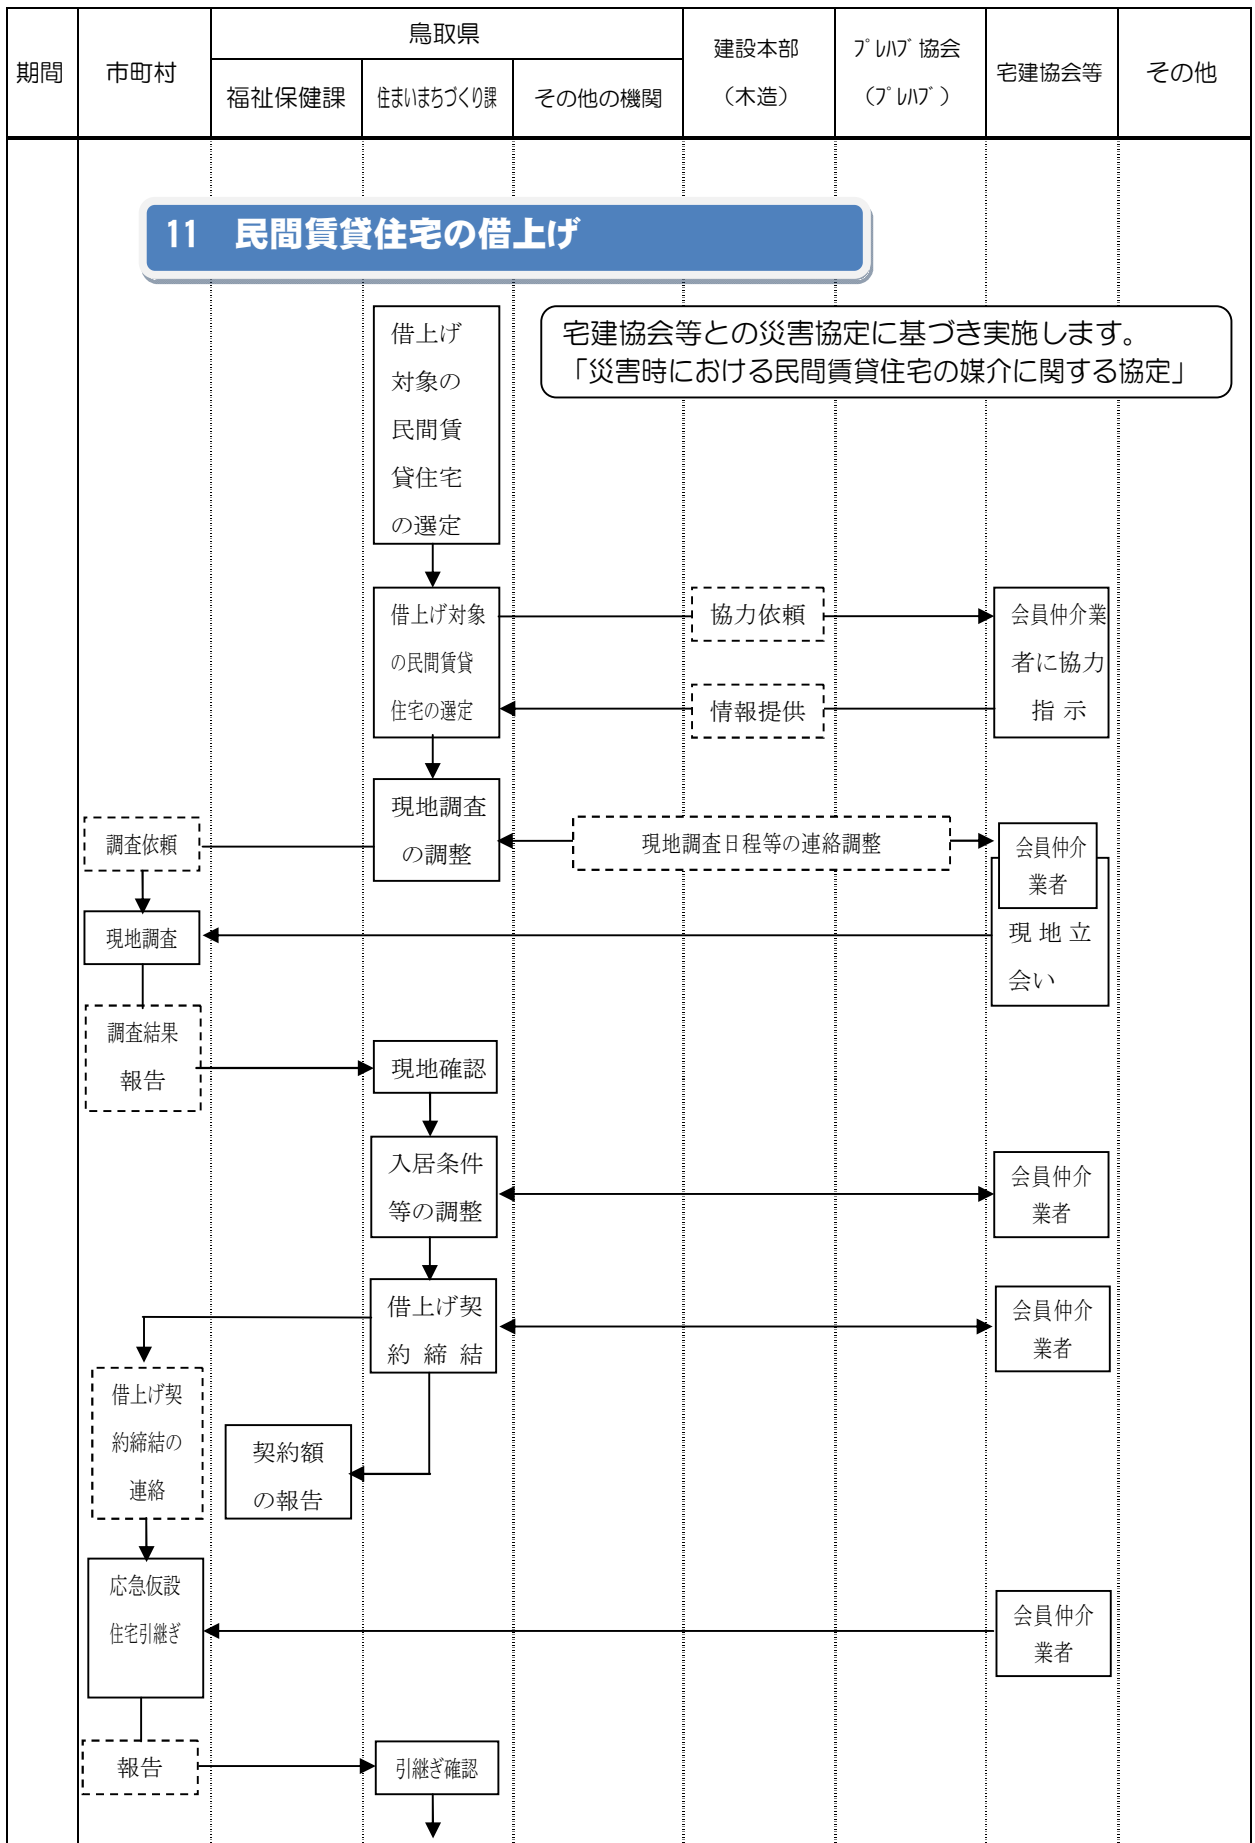 期間
市町村
鳥取県
福祉保健課
住まいまちづくり課
その他の機関
建設本部
（木造）
ﾌﾟﾚﾊﾌﾞ協会
（ﾌﾟﾚﾊﾌﾞ）
宅建協会等
その他
11 民間賃貸住宅の借上げ
借上げ
対象の
民間賃
貸住宅
の選定
宅建協会等との災害協定に基づき実施します。
「災害時における民間賃貸住宅の媒介に関する協定」
借上げ対象
の民間賃貸
住宅の選定
協力依頼
情報提供
会員仲介業
者に協力
指 示
現地調査
の調整
調査依頼
現地調査日程等の連絡調整
会員仲介
業者
現 地 立
会い
現地調査
調査結果
報告
現地確認
入居条件
等の調整
会員仲介
業者
借上げ契
約 締 結
会員仲介
業者
借上げ契
約締結の
連絡
契約額
の報告
応急仮設
住宅引継ぎ
会員仲介
業者
報告
引継ぎ確認